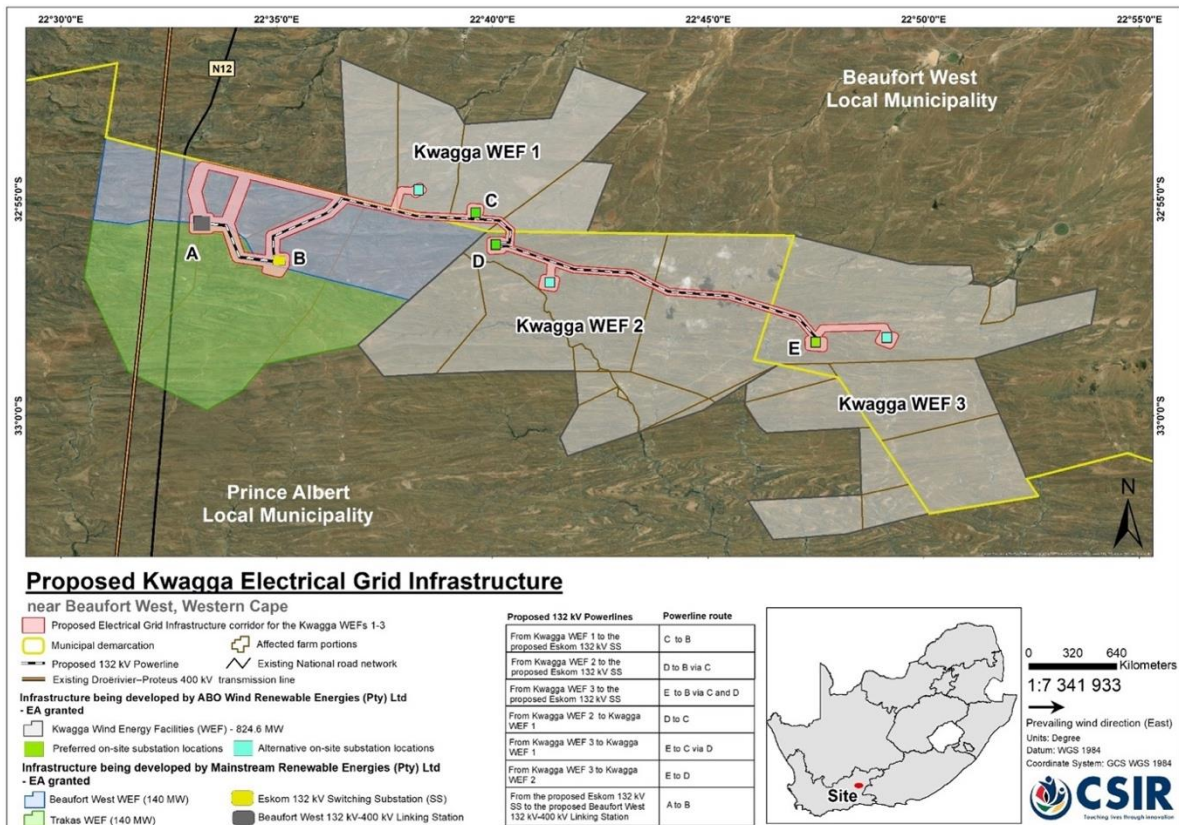 22°30'0"E 22°35'0"E 22°40'0"E 22°45'0"E 22°50'0"E 22°55'0"E
N12
Beaufort West
Local Municipality
Kwagga WEF 1
32°55'0"S
32°55'0"S
C
A
B
D
Kwagga WEF 2
E
Kwagga WEF 3
33°0'0"S
33°0'0"S
Prince Albert
Local Municipality
N
Proposed Kwagga Electrical Grid Infrastructure
near Beaufort West, Western Cape
Proposed Electrical Grid Infrastructure corridor for the Kwagga WEFs 1-3
Municipal demarcation
Affected farm portions
Proposed 132 kV Powerline
Existing National road network
Existing Droërivier–Proteus 400 kV transmission line
Infrastructure being developed by ABO Wind Renewable Energies (Pty) Ltd
- EA granted
Kwagga Wind Energy Facilities (WEF) - 824.6 MW
Preferred on-site substation locations
Alternative on-site substation locations
Infrastructure being developed by Mainstream Renewable Energies (Pty) Ltd
- EA granted
Beaufort West WEF (140 MW)
Eskom 132 kV Switching Substation (SS)
Trakas WEF (140 MW)
Beaufort West 132 kV-400 kV Linking Station
Proposed 132 kV Powerlines Powerline route
From Kwagga WEF 1 to the
proposed Eskom 132 kV SS
C to B
From Kwagga WEF 2 to the
proposed Eskom 132 kV SS
D to B via C
From Kwagga WEF 3 to the
proposed Eskom 132 kV SS
E to B via C and D
From Kwagga WEF 2 to Kwagga
WEF 1
D to C
From Kwagga WEF 3 to Kwagga
WEF 1
E to C via D
From Kwagga WEF 3 to Kwagga
WEF 2
E to D
From the proposed Eskom 132 kV
SS to the proposed Beaufort West
132 kV-400 kV Linking Station
A to B
Site
0 320 640
Kilometers
1:7 341 933
Prevailing wind direction (East)
Units: Degree
Datum: WGS 1984
Coordinate System: GCS WGS 1984
CSIR
Touching lives through innovation